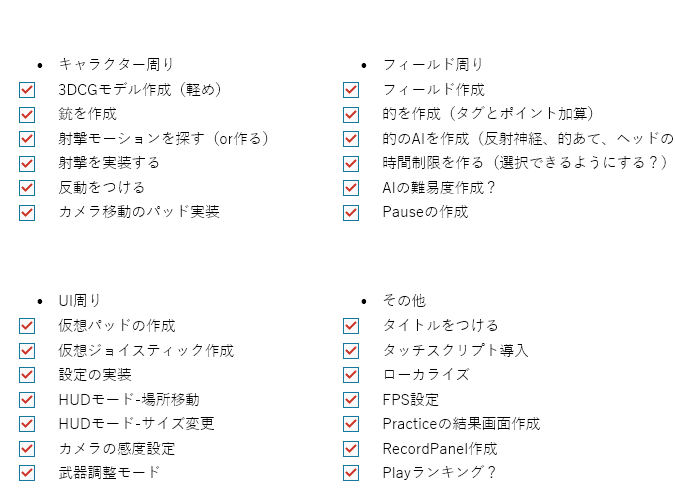 • キャラクター周り
3DCGモデル作成（軽め）
銃を作成
射撃モーションを探す（or作る）
射撃を実装する
反動をつける
カメラ移動のパッド実装
• フィールド周り
フィールド作成
的を作成（タグとポイント加算）
的のAIを作成（反射神経、的あて、ヘッドの
時間制限を作る（選択できるようにする？）
AIの難易度作成？
Pauseの作成
• UI周り
仮想パッドの作成
仮想ジョイスティック作成
設定の実装
HUDモード-場所移動
HUDモード-サイズ変更
カメラの感度設定
武器調整モード
• その他
タイトルをつける
タッチスクリプト導入
ローカライズ
FPS設定
Practiceの結果画面作成
RecordPanel作成
Playランキング？